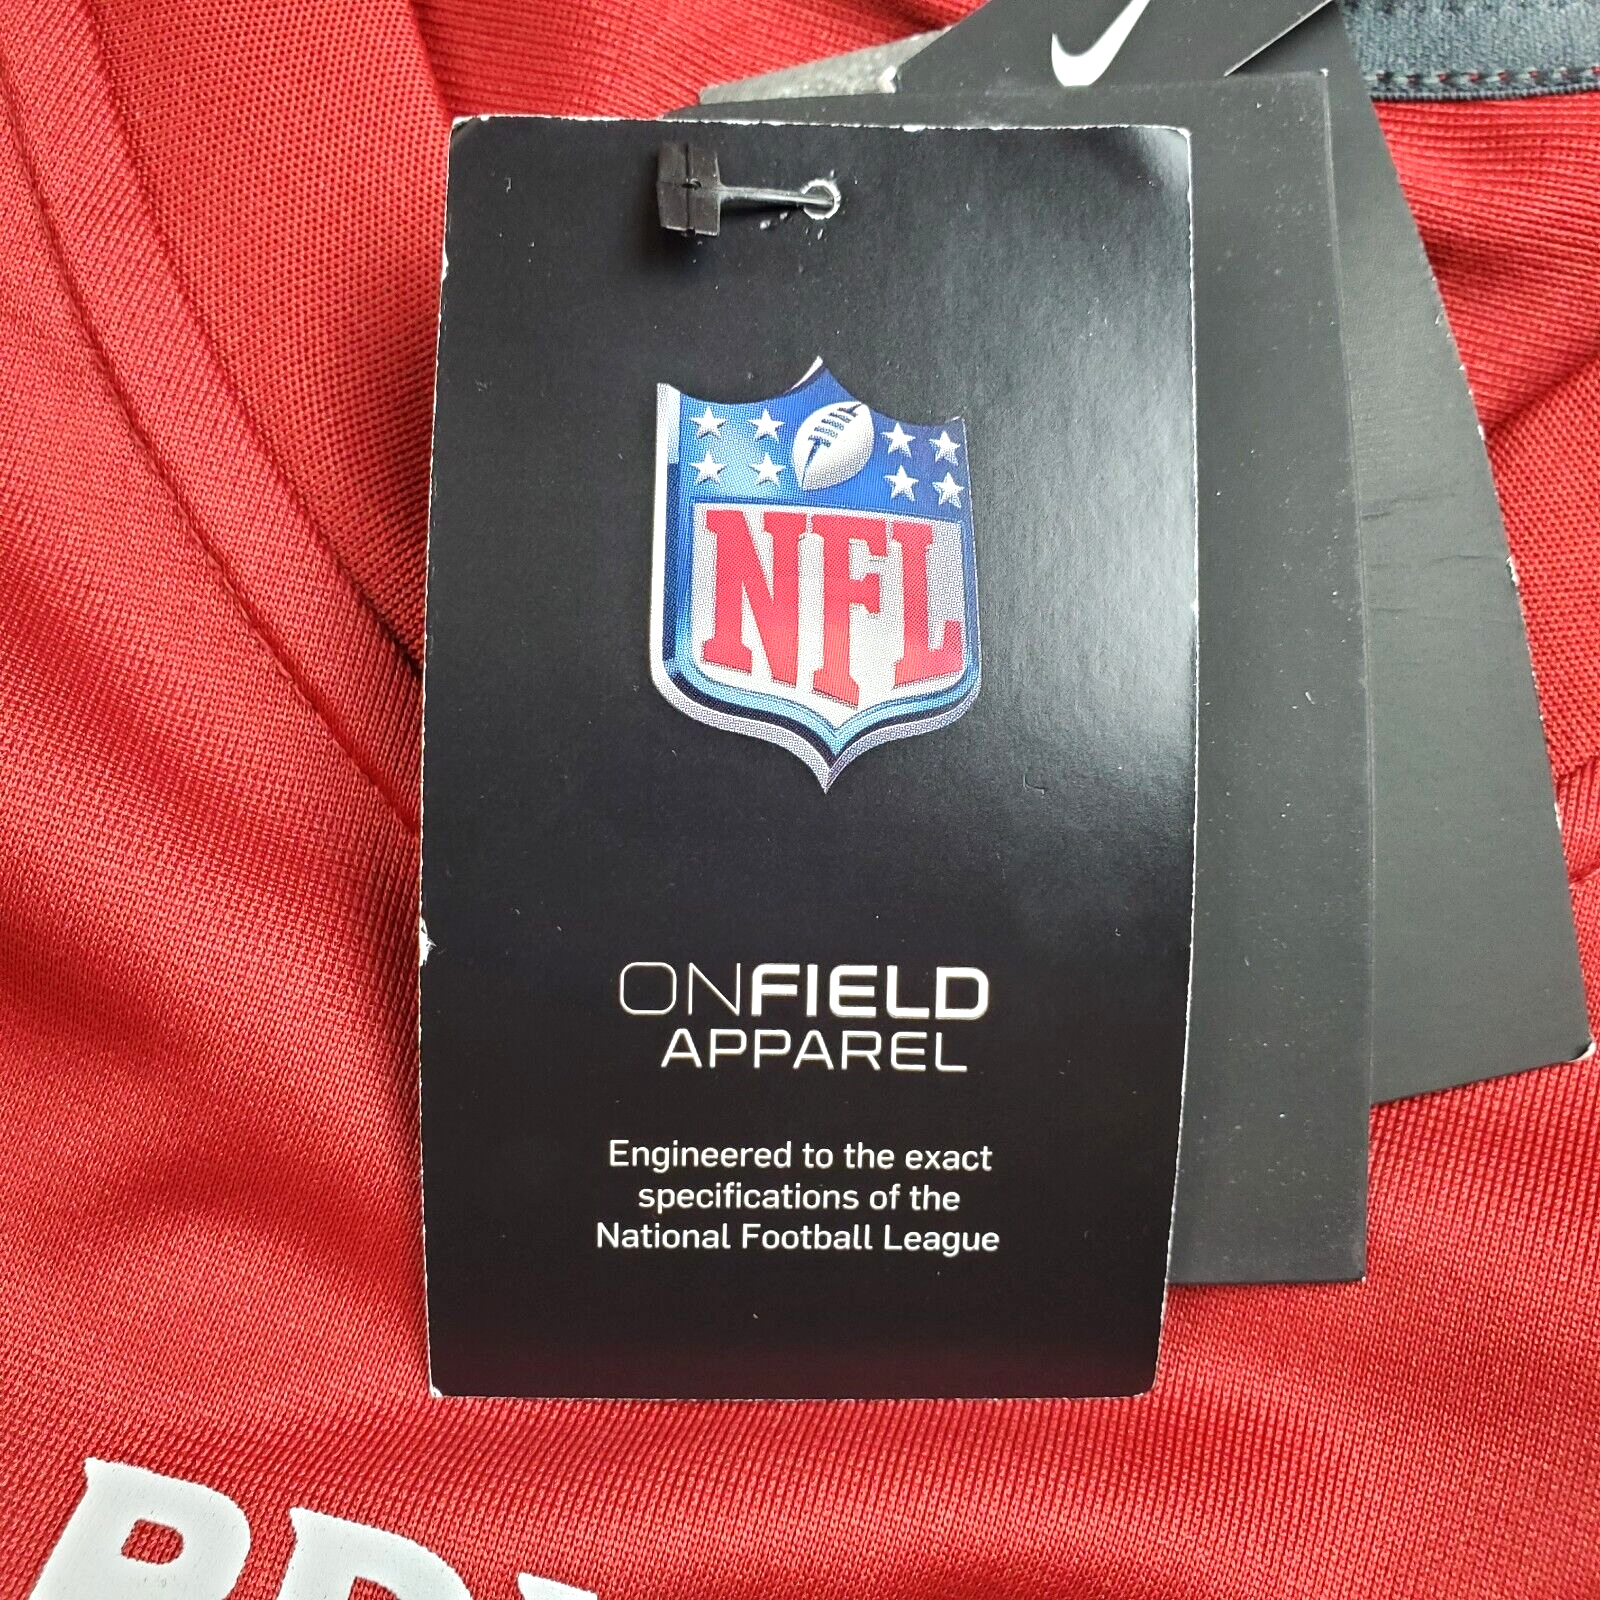 NFL
ONFIELD
APPAREL
Engineered to the exact
specifications of the
National Football League